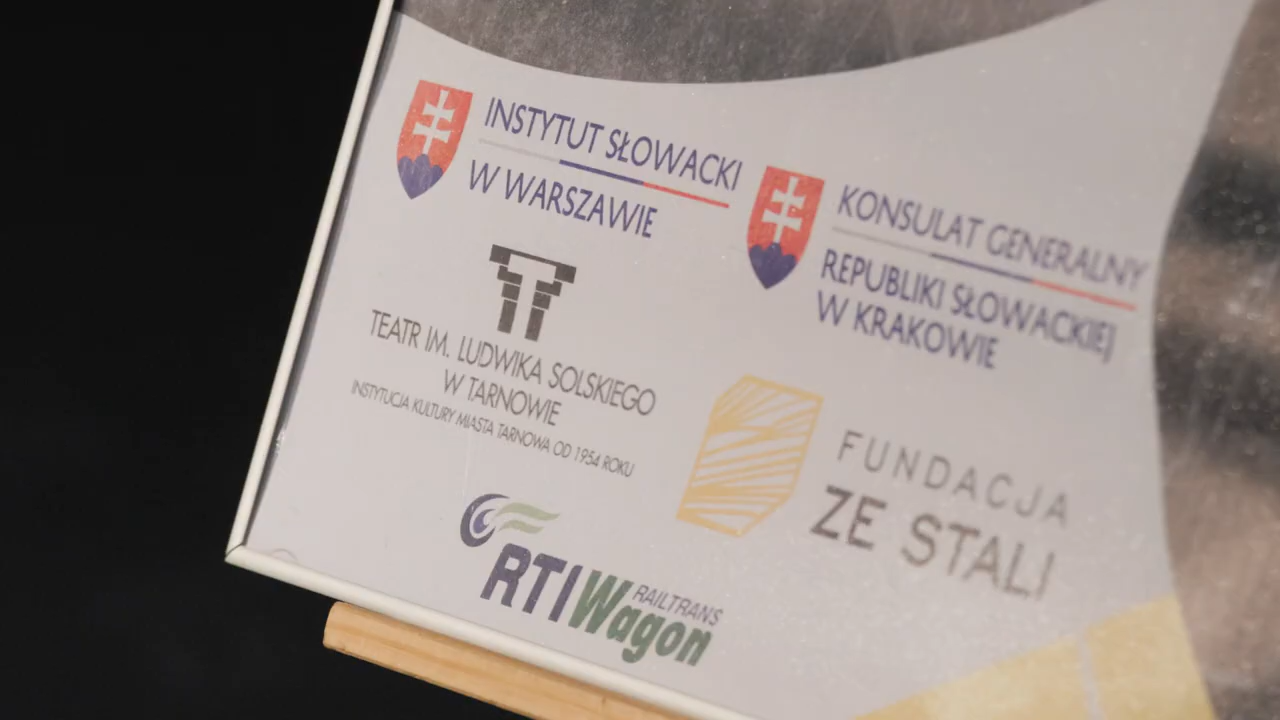 INSTYTUT SŁOWACKI
W WARSZAWIE
KONSULAT GENERALNY
REPUBLIKI SŁOWACKIEJ
W KRAKOWIE
TEATR IM. LUDWIKA SOLSKIEGO
W TARNOWIE
INSTYTUCJA KULTURY MIASTA TARNOWA OD 1954 ROKU
FUNDACJA
ZE STALI
RAILTRANS
RTI Wagon